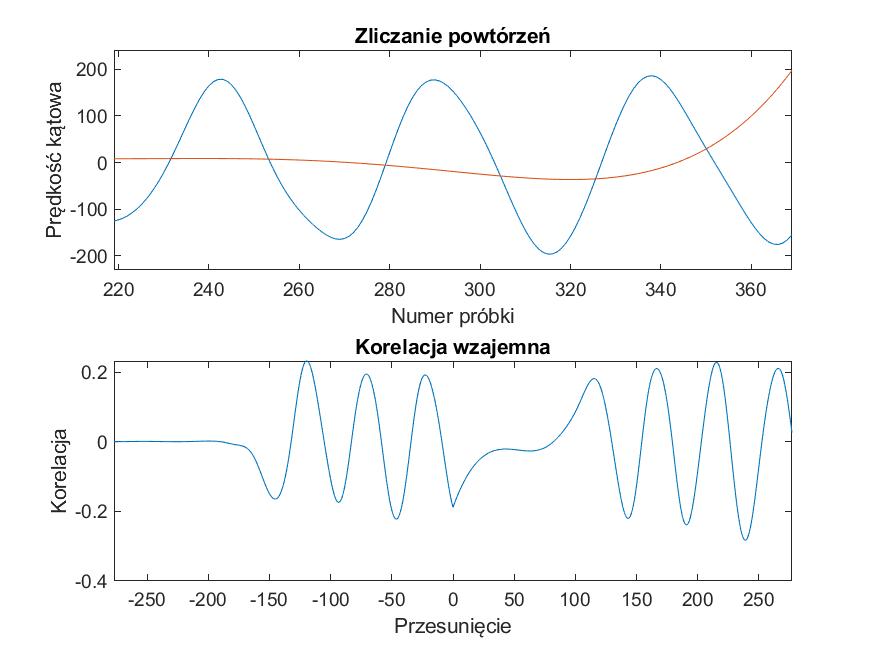 Zliczanie powtórzeń
Prędkość kątowa
200
100
0
-100
-200
220 240 260 280 300 320 340 360
Numer próbki
Korelacja wzajemna
Korelacja
0.2
0
-0.2
-0.4
-250 -200 -150 -100 -50 0 50 100 150 200 250
Przesunięcie